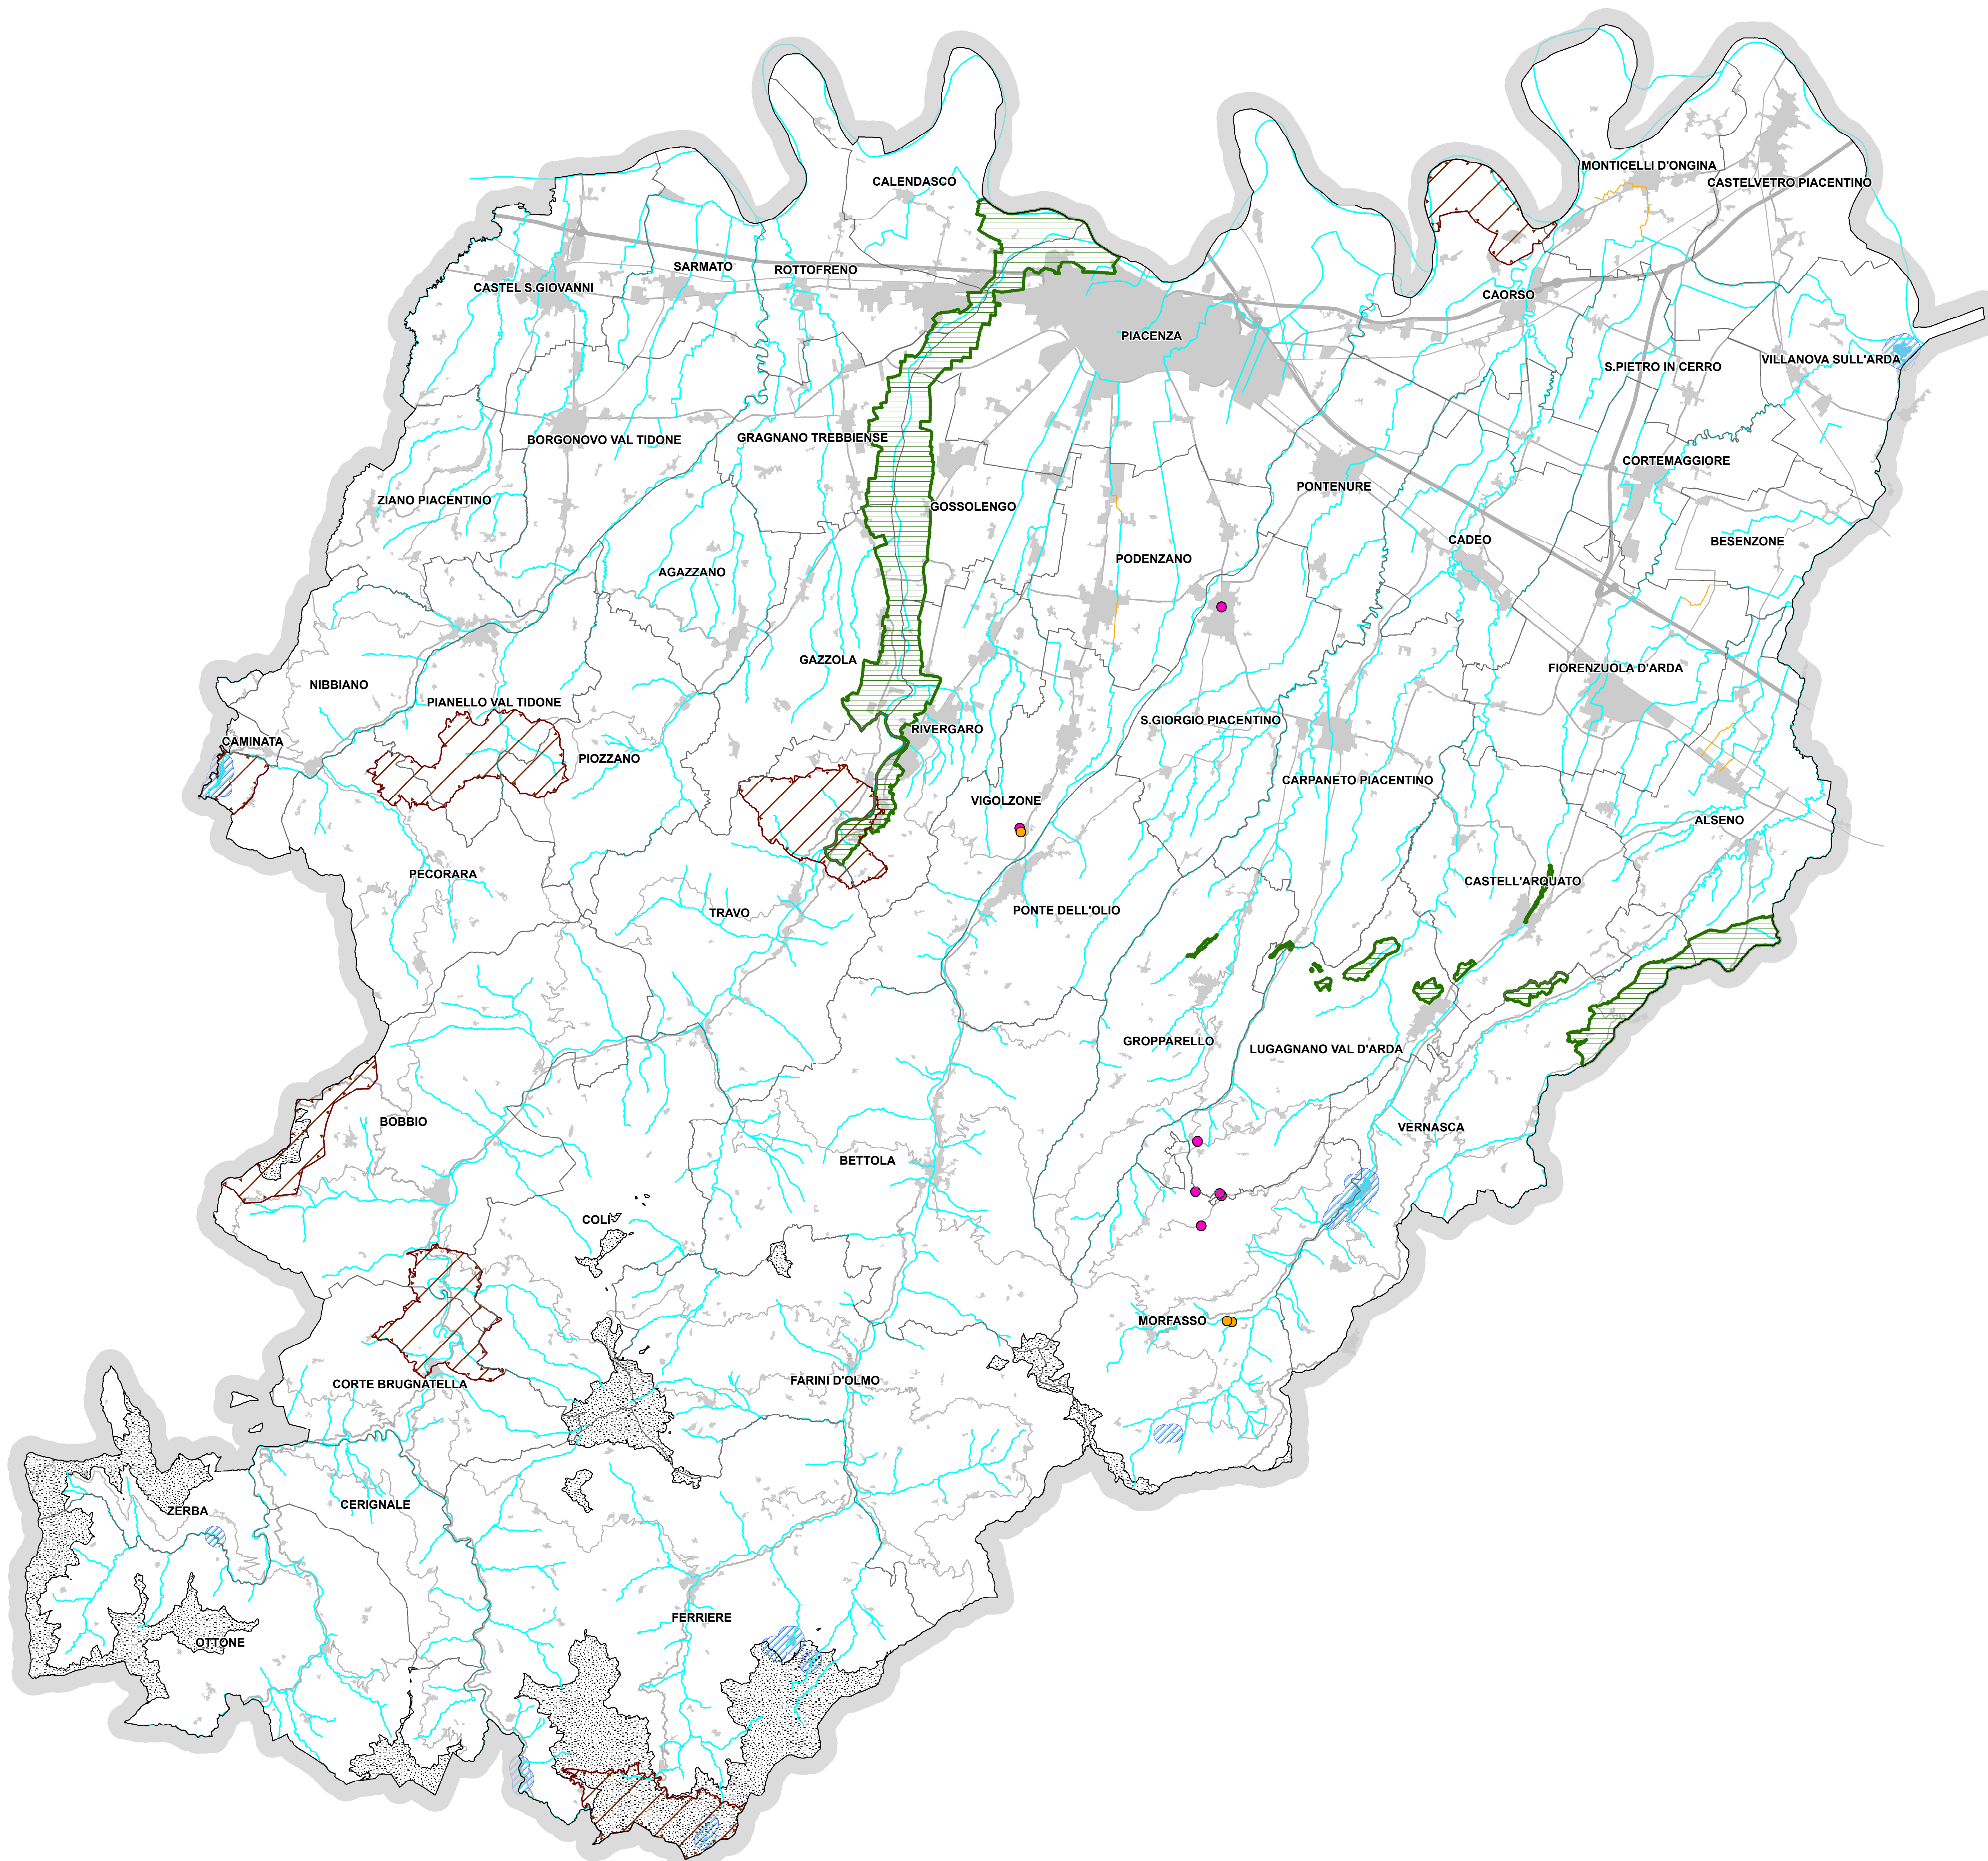 MONTICELLI D'ONGINA
CALENDASCO
CASTELVETRO PIACENTINO
SARMATO
ROTTOFRENO
CASTEL S.GIOVANNI
CAORSO
PIACENZA
VILLANOVA SULL'ARDA
S.PIETRO IN CERRO
GRAGNANO TREBBIENSE
BORGONOVO VAL TIDONE
CORTEMAGGIORE
PONTENURE
ZIANO PIACENTINO
GOSSOLENGO
CADEO
BESENZONE
PODENZANO
AGAZZANO
GAZZOLA
FIORENZUOLA D'ARDA
NIBBIANO
PIANELLO VAL TIDONE
S.GIORGIO PIACENTINO
RIVERGARO
CAMINATA
PIOZZANO
CARPANETO PIACENTINO
VIGOLZONE
ALSENO
PECORARA
CASTELL'ARQUATO
TRAVO
PONTE DELL'OLIO
GROPPARELLO
LUGAGNANO VAL D'ARDA
BOBBIO
VERNASCA
BETTOLA
COLI
MORFASSO
FARINI D'OLMO
CORTE BRUGNATELLA
CERIGNALE
ZERBA
FERRIERE
OTTONE